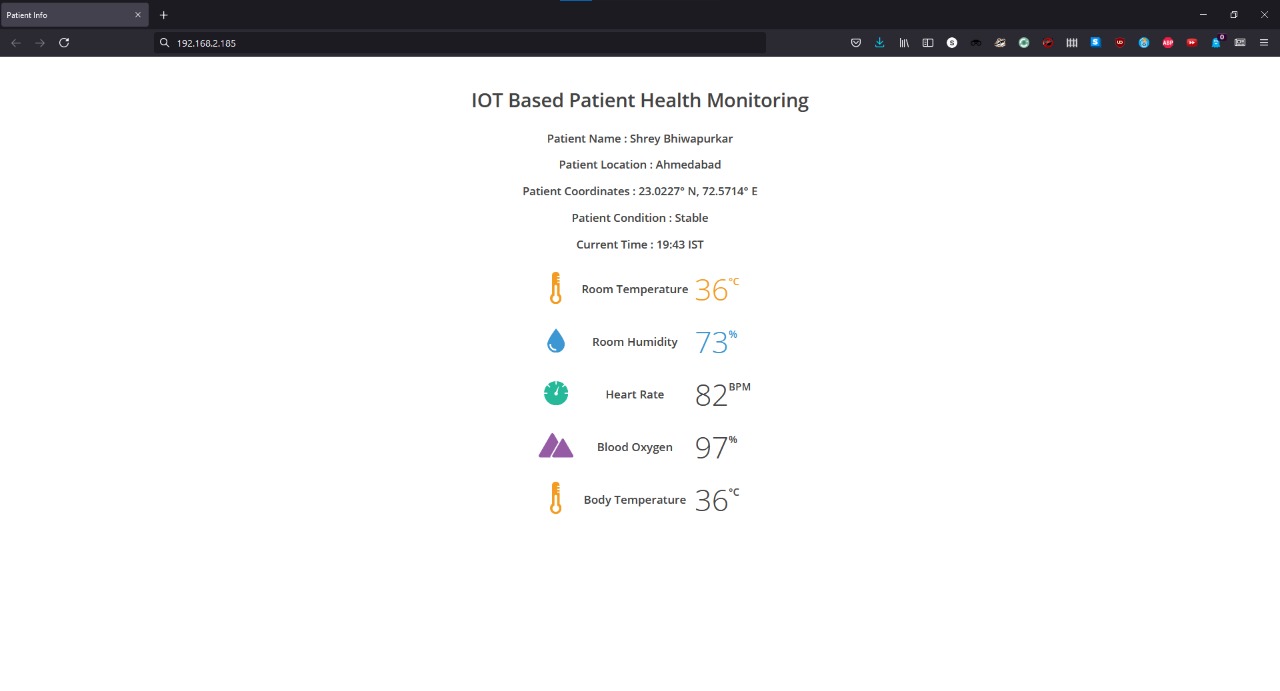 Patient Info
192.168.2.185
IOT Based Patient Health Monitoring
Patient Name : Shrey Bhiwapurkar
Patient Location : Ahmedabad
Patient Coordinates : 23.0227° N, 72.5714° E
Patient Condition : Stable
Current Time : 19:43 IST
Room Temperature 36 °C
Room Humidity 73 %
Heart Rate 82 BPM
Blood Oxygen 97 %
Body Temperature 36 °C